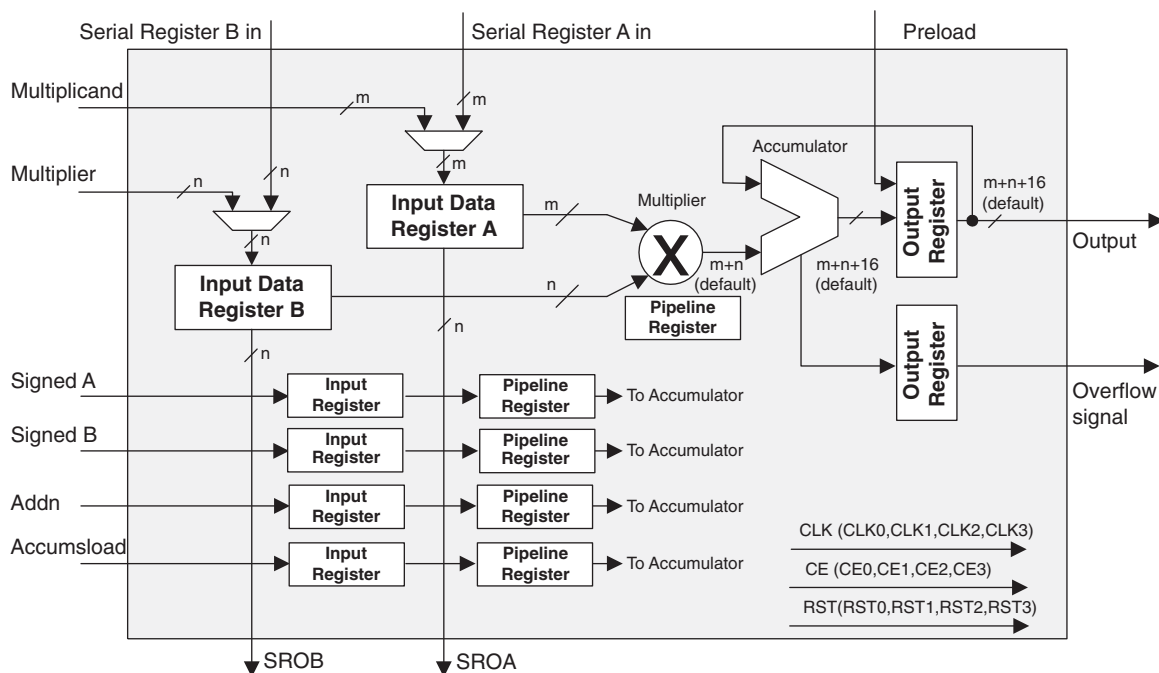 Serial Register B in
Serial Register A in
Preload
Multiplicand
m
m
Multiplier
n
n
m
n
Accumulator
Input Data
Register A
m
Multiplier
X
m+n
(default)
m+n+16
(default)
Output
Register
m+n+16
(default)
Output
Input Data
Register B
n
Pipeline
Register
n
n
Output
Register
Overflow
signal
Signed A
Input
Register
Pipeline
Register
To Accumulator
Signed B
Input
Register
Pipeline
Register
To Accumulator
Addn
Input
Register
Pipeline
Register
To Accumulator
Accumsload
Input
Register
Pipeline
Register
To Accumulator
CLK (CLK0,CLK1,CLK2,CLK3)
CE (CE0,CE1,CE2,CE3)
RST(RST0,RST1,RST2,RST3)
SROB
SROA